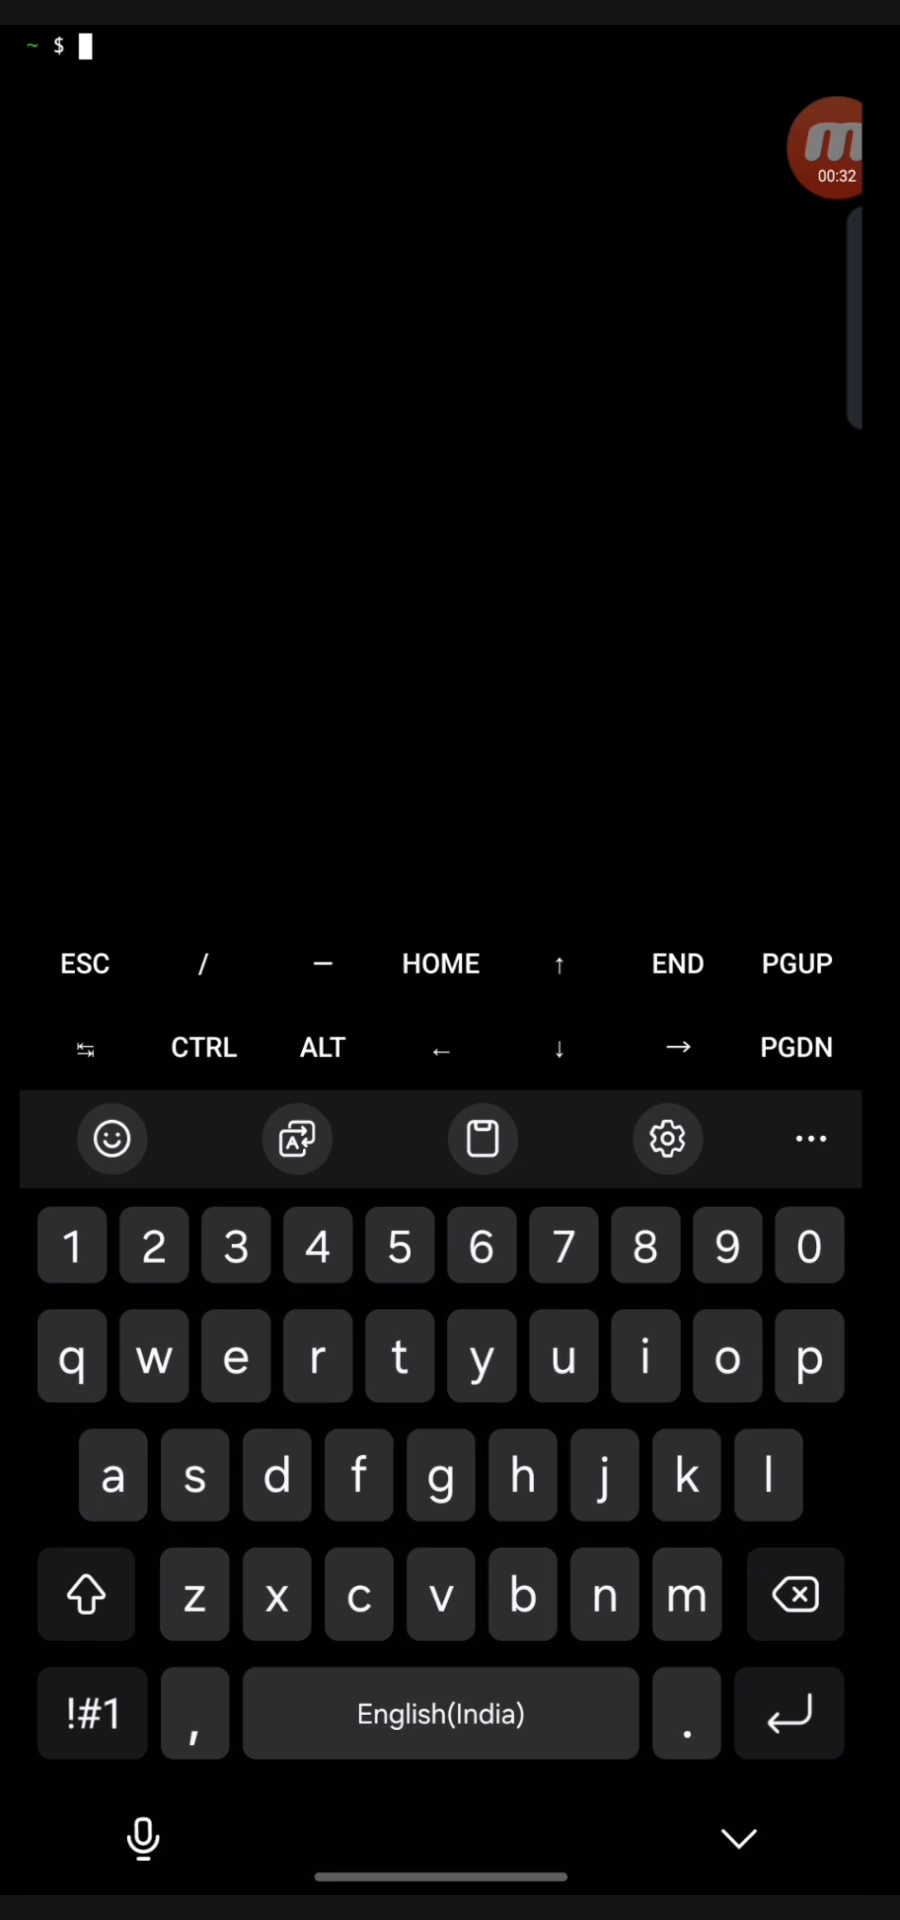 ~ $
00:32
ESC / — HOME ↑ END PGUP
⇆ CTRL ALT ← ↓ → PGDN
1 2 3 4 5 6 7 8 9 0
q w e r t y u i o p
a s d f g h j k l
z x c v b n m
!#1 , English(India) .